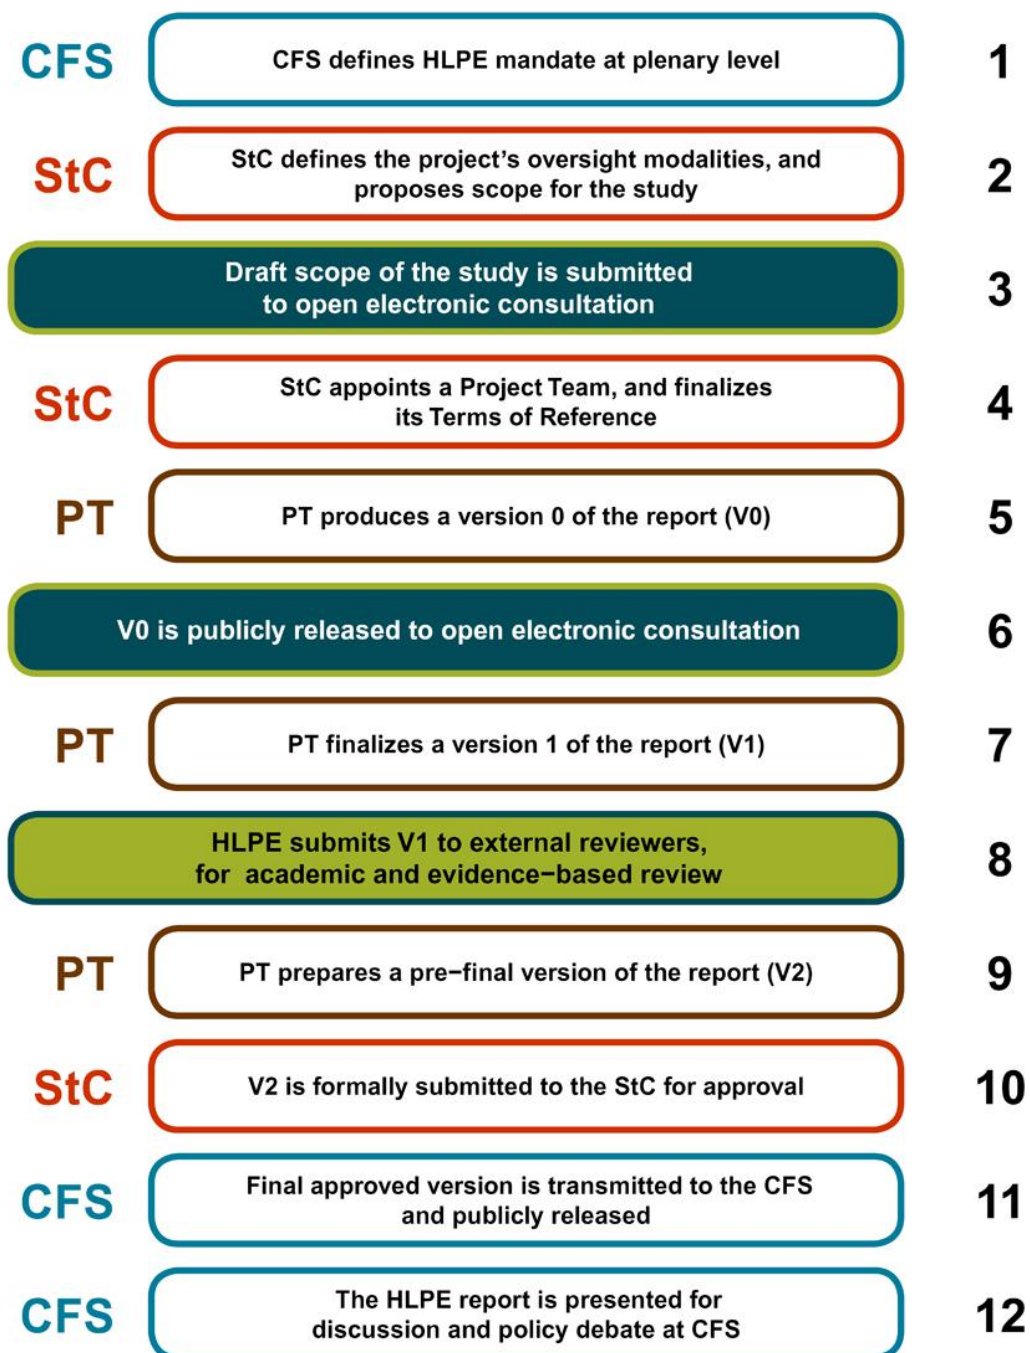 CFS
CFS defines HLPE mandate at plenary level
1
StC
StC defines the project's oversight modalities, and
proposes scope for the study
2
Draft scope of the study is submitted
to open electronic consultation
3
StC
StC appoints a Project Team, and finalizes
its Terms of Reference
4
PT
PT produces a version 0 of the report (V0)
5
V0 is publicly released to open electronic consultation
6
PT
PT finalizes a version 1 of the report (V1)
7
HLPE submits V1 to external reviewers,
for academic and evidence−based review
8
PT
PT prepares a pre−final version of the report (V2)
9
StC
V2 is formally submitted to the StC for approval
10
CFS
Final approved version is transmitted to the CFS
and publicly released
11
CFS
The HLPE report is presented for
discussion and policy debate at CFS
12